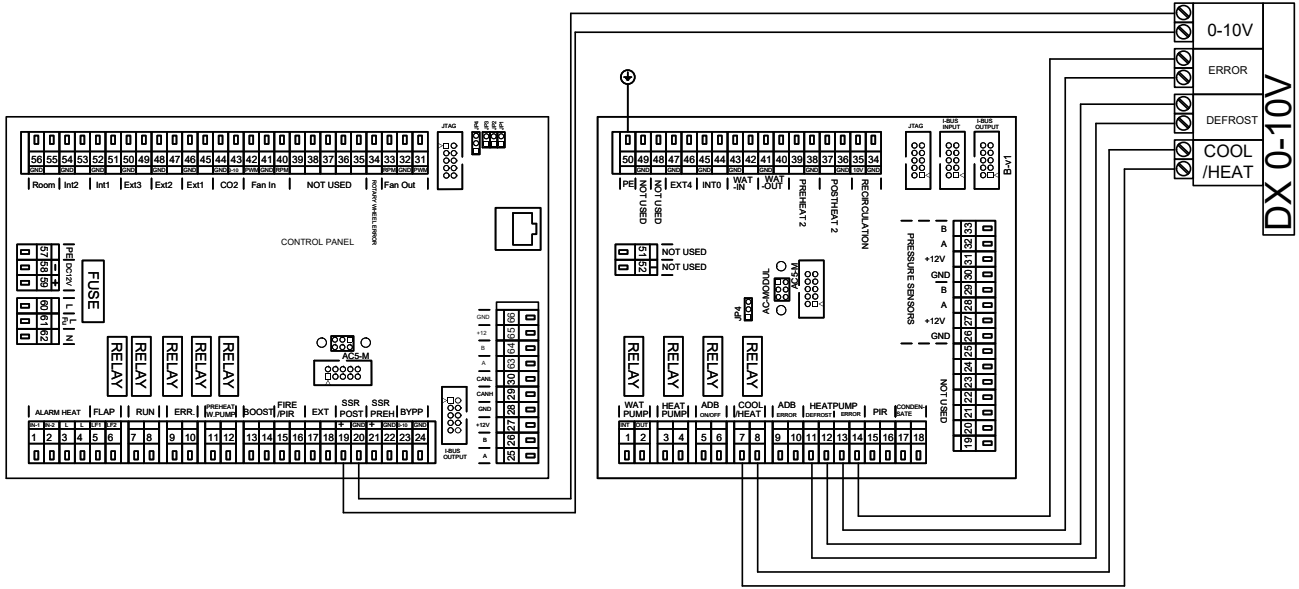 0-10V
ERROR
DEFROST
COOL
/HEAT
DX 0-10V
JTAG
JP8
JP3
JP2
JP1
56 55 54 53 52 51 50 49 48 47 46 45 44 43 42 41 40 39 38 37 36 35 34 33 32 31
GND GND GND GND GND GND GND 0-10 PWM GND RPM RPM GND PWM
Room Int2 Int1 Ext3 Ext2 Ext1 CO2 Fan In NOT USED ROTARY WHEEL ERROR Fan Out
CONTROL PANEL
57 58 59
PE DC12V - +
FUSE
60 61 62
L Fu L N
RELAY RELAY RELAY RELAY RELAY
AC5-M
GND 66
+12 65
B 64
A 63
CANL 30
CANH 29
GND 28
+12V 27
B 26
A 25
I-BUS
OUTPUT
ALARM HEAT FLAP RUN ERR. PREHEAT
W.PUMP BOOST FIRE
/PIR EXT SSR
POST SSR
PREH BYPP
IN-1 IN-2 L L LF1 LF2 + GND + GND 0-10 GND
1 2 3 4 5 6 7 8 9 10 11 12 13 14 15 16 17 18 19 20 21 22 23 24
JTAG
I-BUS
INPUT
I-BUS
OUTPUT
B-V1
50 49 48 47 46 45 44 43 42 41 40 39 38 37 36 35 34
GND GND GND GND GND GND GND 10V GND
PE NOT USED NOT USED EXT4 INT0 WAT
-IN WAT
-OUT PREHEAT 2 POSTHEAT 2 RECIRCULATION
51 NOT USED
52 NOT USED
AC-MODUL
AC5-M
JP4
B 33
A 32
+12V 31
GND 30
B 29
A 28
+12V 27
GND 26
PRESSURE SENSORS
25
24
23
22
21
20
19
NOT USED
RELAY RELAY RELAY RELAY
WAT
PUMP
HEAT
PUMP
ADB
ON/OFF
COOL
/HEAT
ADB
ERROR
HEATPUMP
DEFROST ERROR
PIR
CONDEN-
BATE
INT OUT
1 2 3 4 5 6 7 8 9 10 11 12 13 14 15 16 17 18